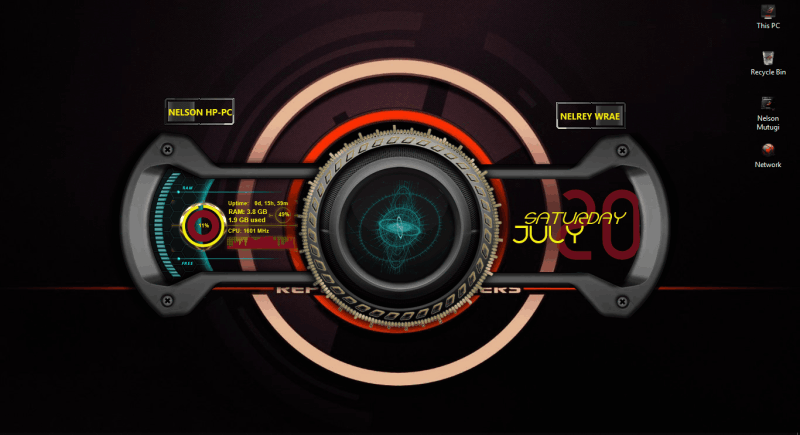 This PC
Recycle Bin
Nelson
Mutugi
Network
NELSON HP-PC
NELREY WRAE
RAM
Uptime: 0d, 15h, 59m
RAM: 3.8 GB
1.9 GB used
49%
11%
CPU: 1601 MHz
FREE
SATURDAY
JULY
20